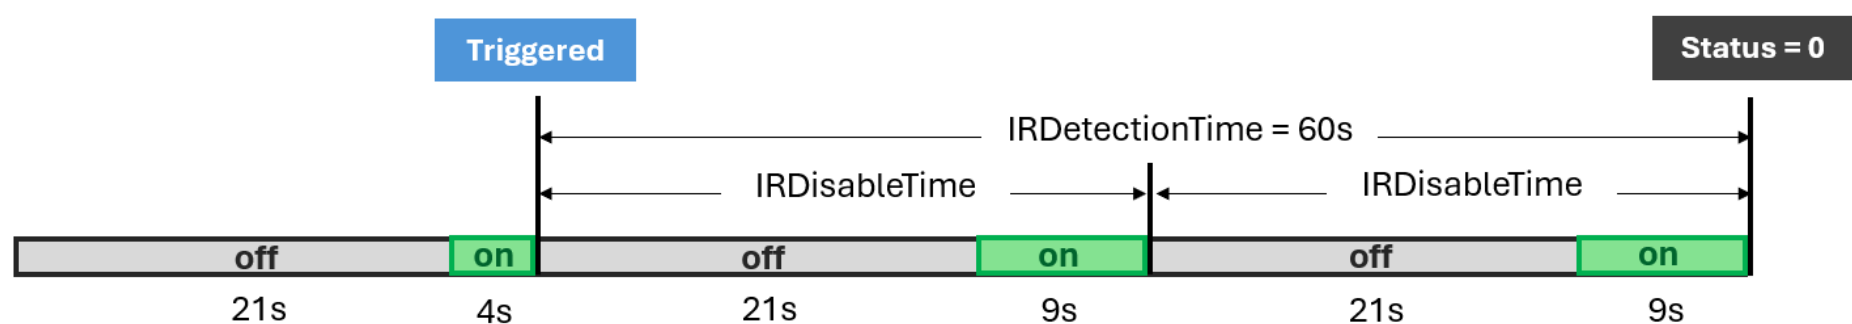 Triggered
Status = 0
IRDetectionTime = 60s
IRDisableTime
IRDisableTime
off on off on off on
21s 4s 21s 9s 21s 9s